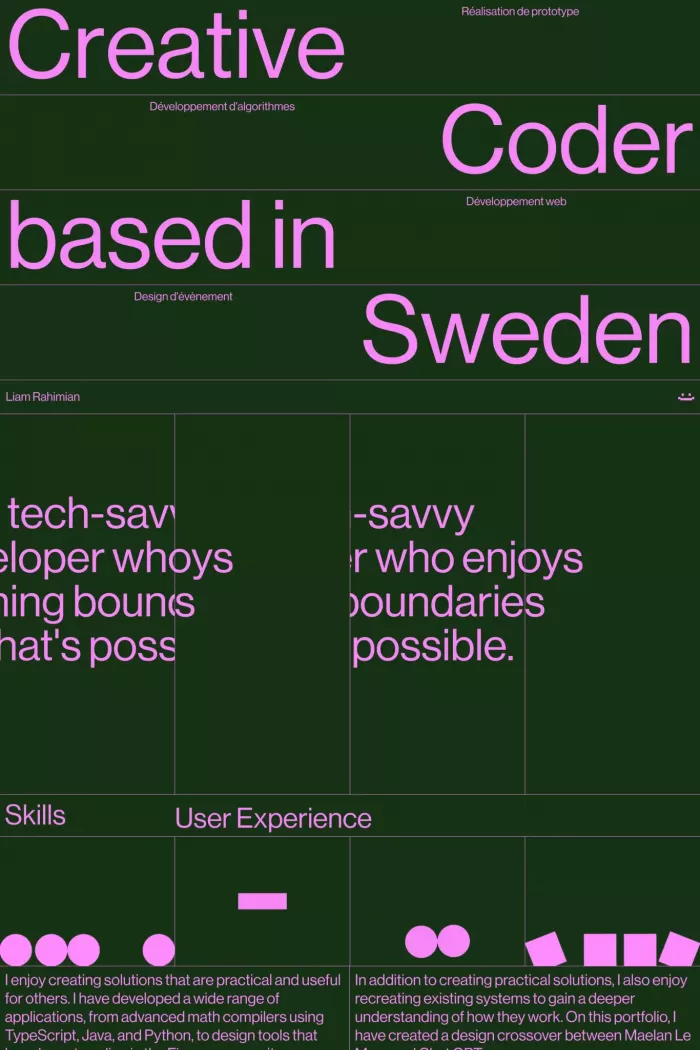 Creative
Réalisation de prototype
Développement d'algorithmes
Coder
based in
Développement web
Design d'évènement
Sweden
Liam Rahimian
tech-savv
eloper whoys
ning bounds
hat's poss
-savvy
r who enjoys
boundaries
possible.
Skills
User Experience
I enjoy creating solutions that are practical and useful
for others. I have developed a wide range of
applications, from advanced math compilers using
TypeScript, Java, and Python, to design tools that
In addition to creating practical solutions, I also enjoy
recreating existing systems to gain a deeper
understanding of how they work. On this portfolio, I
have created a design crossover between Maelan Le